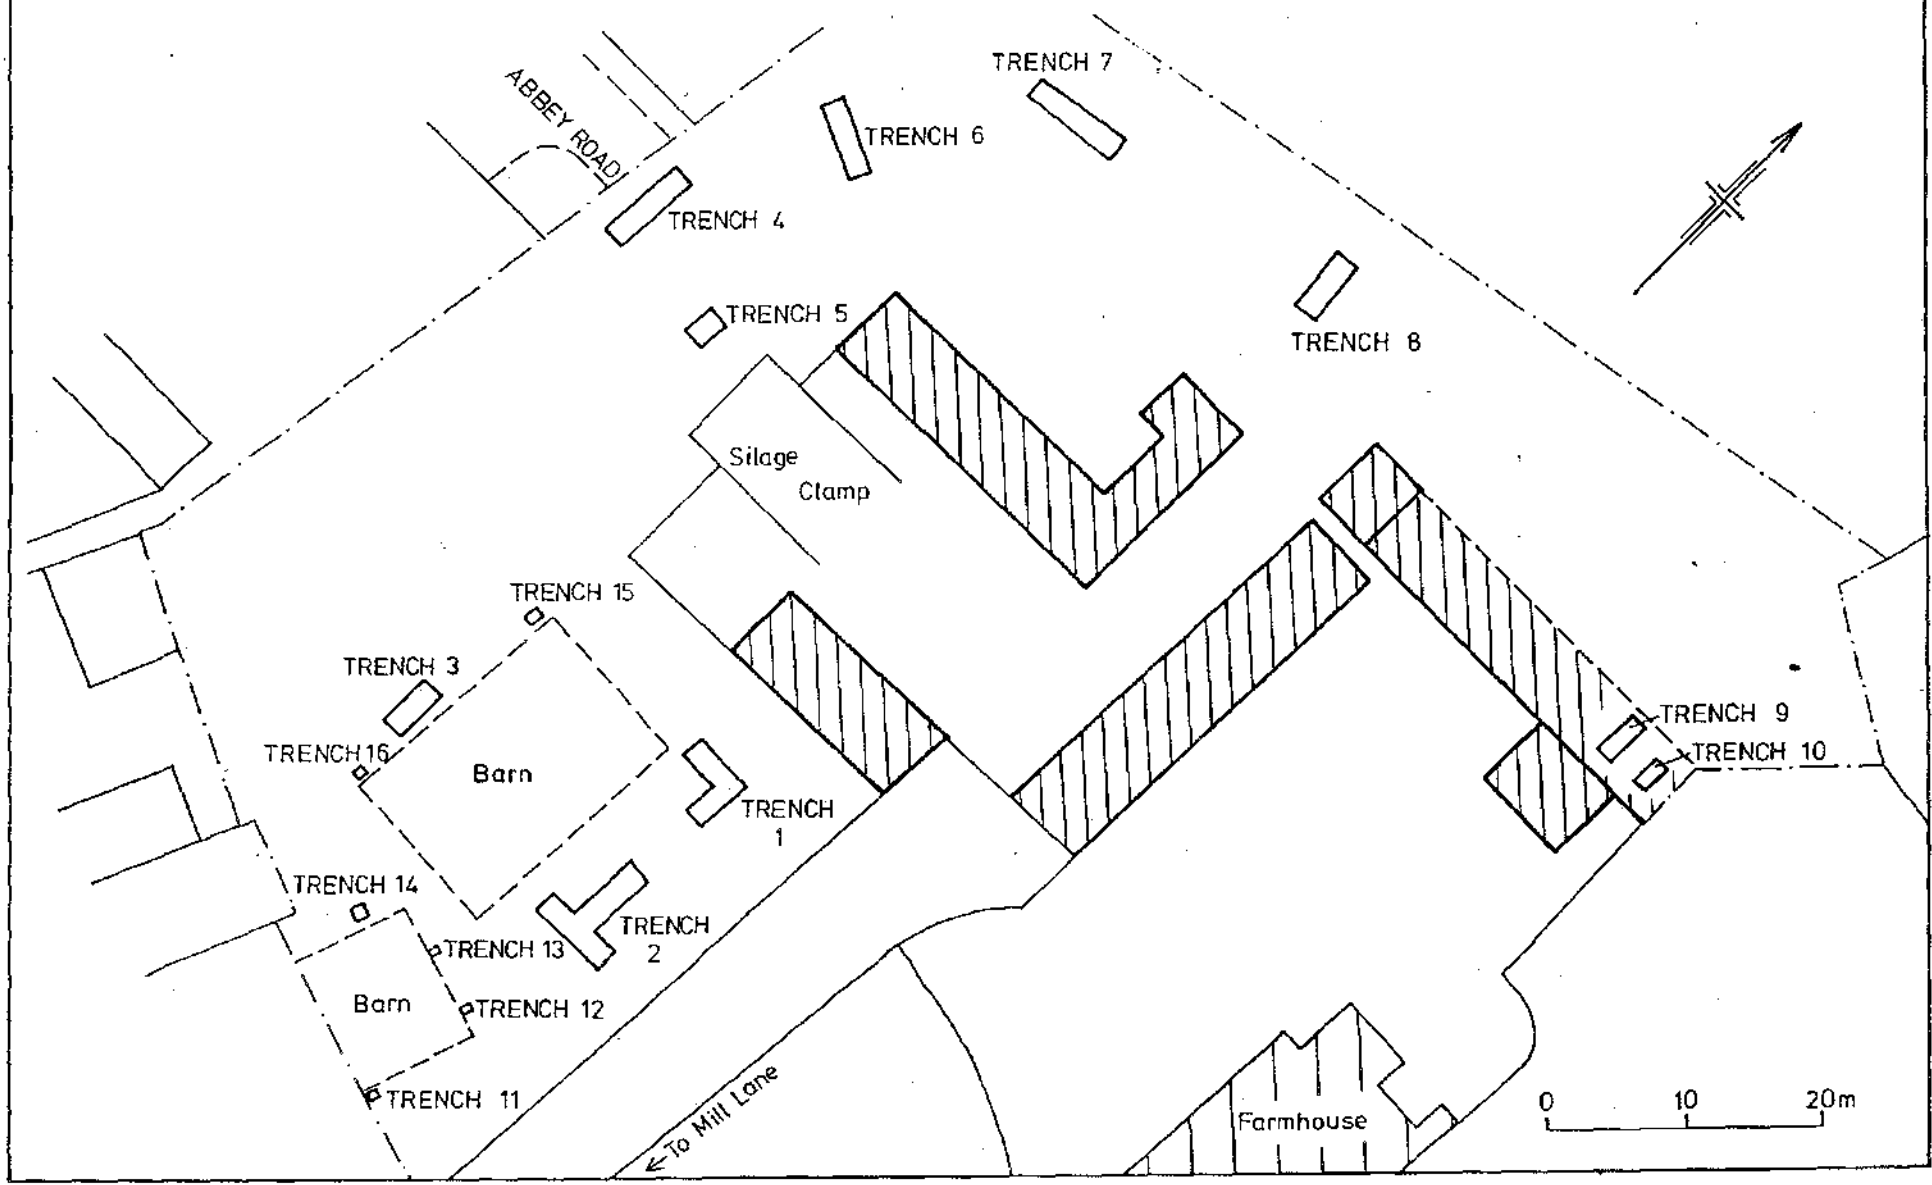 TRENCH 7
ABBEY ROAD
TRENCH 6
TRENCH 4
TRENCH 5
TRENCH 8
Silage
Clamp
TRENCH 15
TRENCH 3
TRENCH 16
Barn
TRENCH 9
TRENCH 10
TRENCH
1
TRENCH 14
TRENCH
2
TRENCH 13
Barn
TRENCH 12
TRENCH 11
← To Mill Lane
Farmhouse
0 10 20m